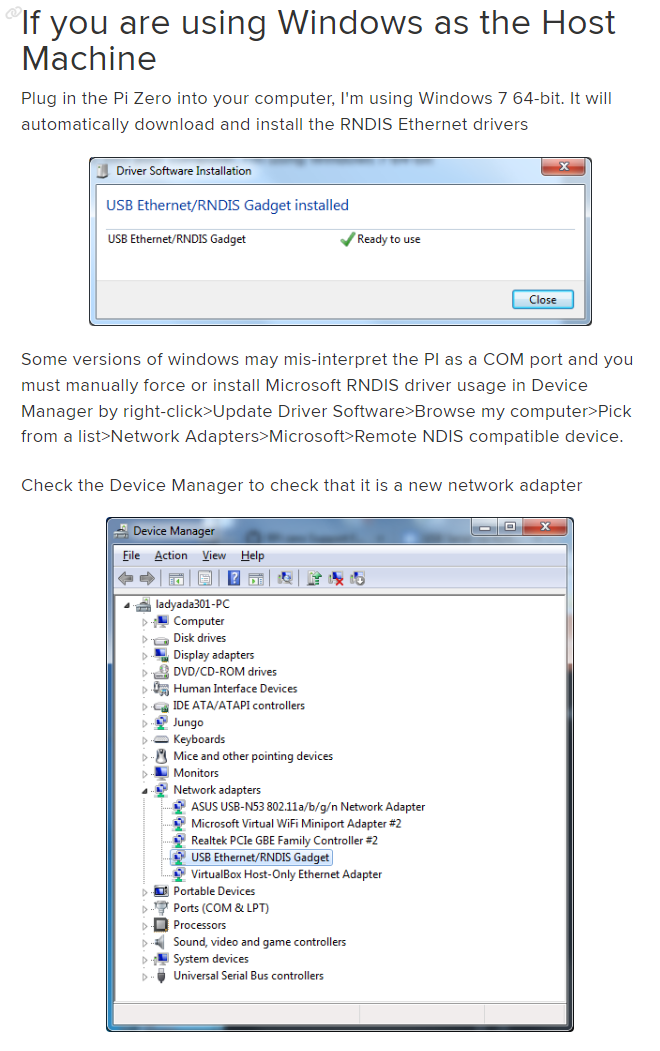 If you are using Windows as the Host
Machine
Plug in the Pi Zero into your computer, I'm using Windows 7 64-bit. It will
automatically download and install the RNDIS Ethernet drivers
Driver Software Installation
USB Ethernet/RNDIS Gadget installed
USB Ethernet/RNDIS Gadget Ready to use
Close
Some versions of windows may mis-interpret the PI as a COM port and you
must manually force or install Microsoft RNDIS driver usage in Device
Manager by right-click>Update Driver Software>Browse my computer>Pick
from a list>Network Adapters>Microsoft>Remote NDIS compatible device.
Check the Device Manager to check that it is a new network adapter
Device Manager
File Action View Help
ladyada301-PC
Computer
Disk drives
Display adapters
DVD/CD-ROM drives
Human Interface Devices
IDE ATA/ATAPI controllers
Jungo
Keyboards
Mice and other pointing devices
Monitors
Network adapters
ASUS USB-N53 802.11a/b/g/n Network Adapter
Microsoft Virtual WiFi Miniport Adapter #2
Realtek PCIe GBE Family Controller #2
USB Ethernet/RNDIS Gadget
VirtualBox Host-Only Ethernet Adapter
Portable Devices
Ports (COM & LPT)
Processors
Sound, video and game controllers
System devices
Universal Serial Bus controllers